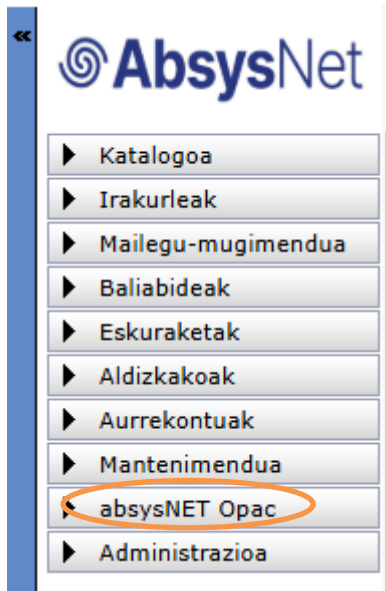 «
AbsysNet
Katalogoa
Irakurleak
Mailegu-mugimendua
Baliabideak
Eskuraketak
Aldizkakoak
Aurrekontuak
Mantenimendua
absysNET Opac
Administrazioa